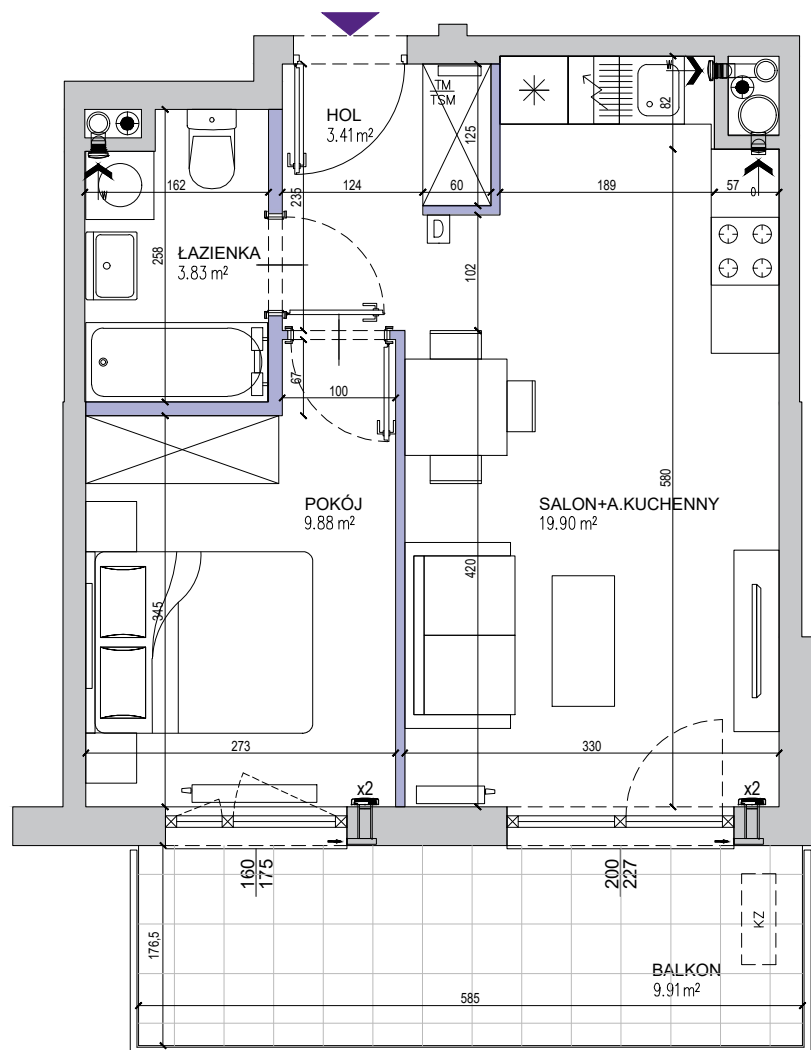 HOL
3.41 m²
TM
TSM
125
W
82
162
124
60
189
57
0
W
235
ŁAZIENKA
3.83 m²
258
D
102
67
100
POKÓJ
9.88 m²
580
SALON+A.KUCHENNY
19.90 m²
420
345
273
330
x2
x2
160
175
200
227
KZ
176,5
BALKON
9.91 m²
585